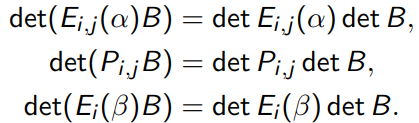 det(E_{i,j}(α)B) = det E_{i,j}(α) det B,
det(P_{i,j}B) = det P_{i,j} det B,
det(E_i(β)B) = det E_i(β) det B.